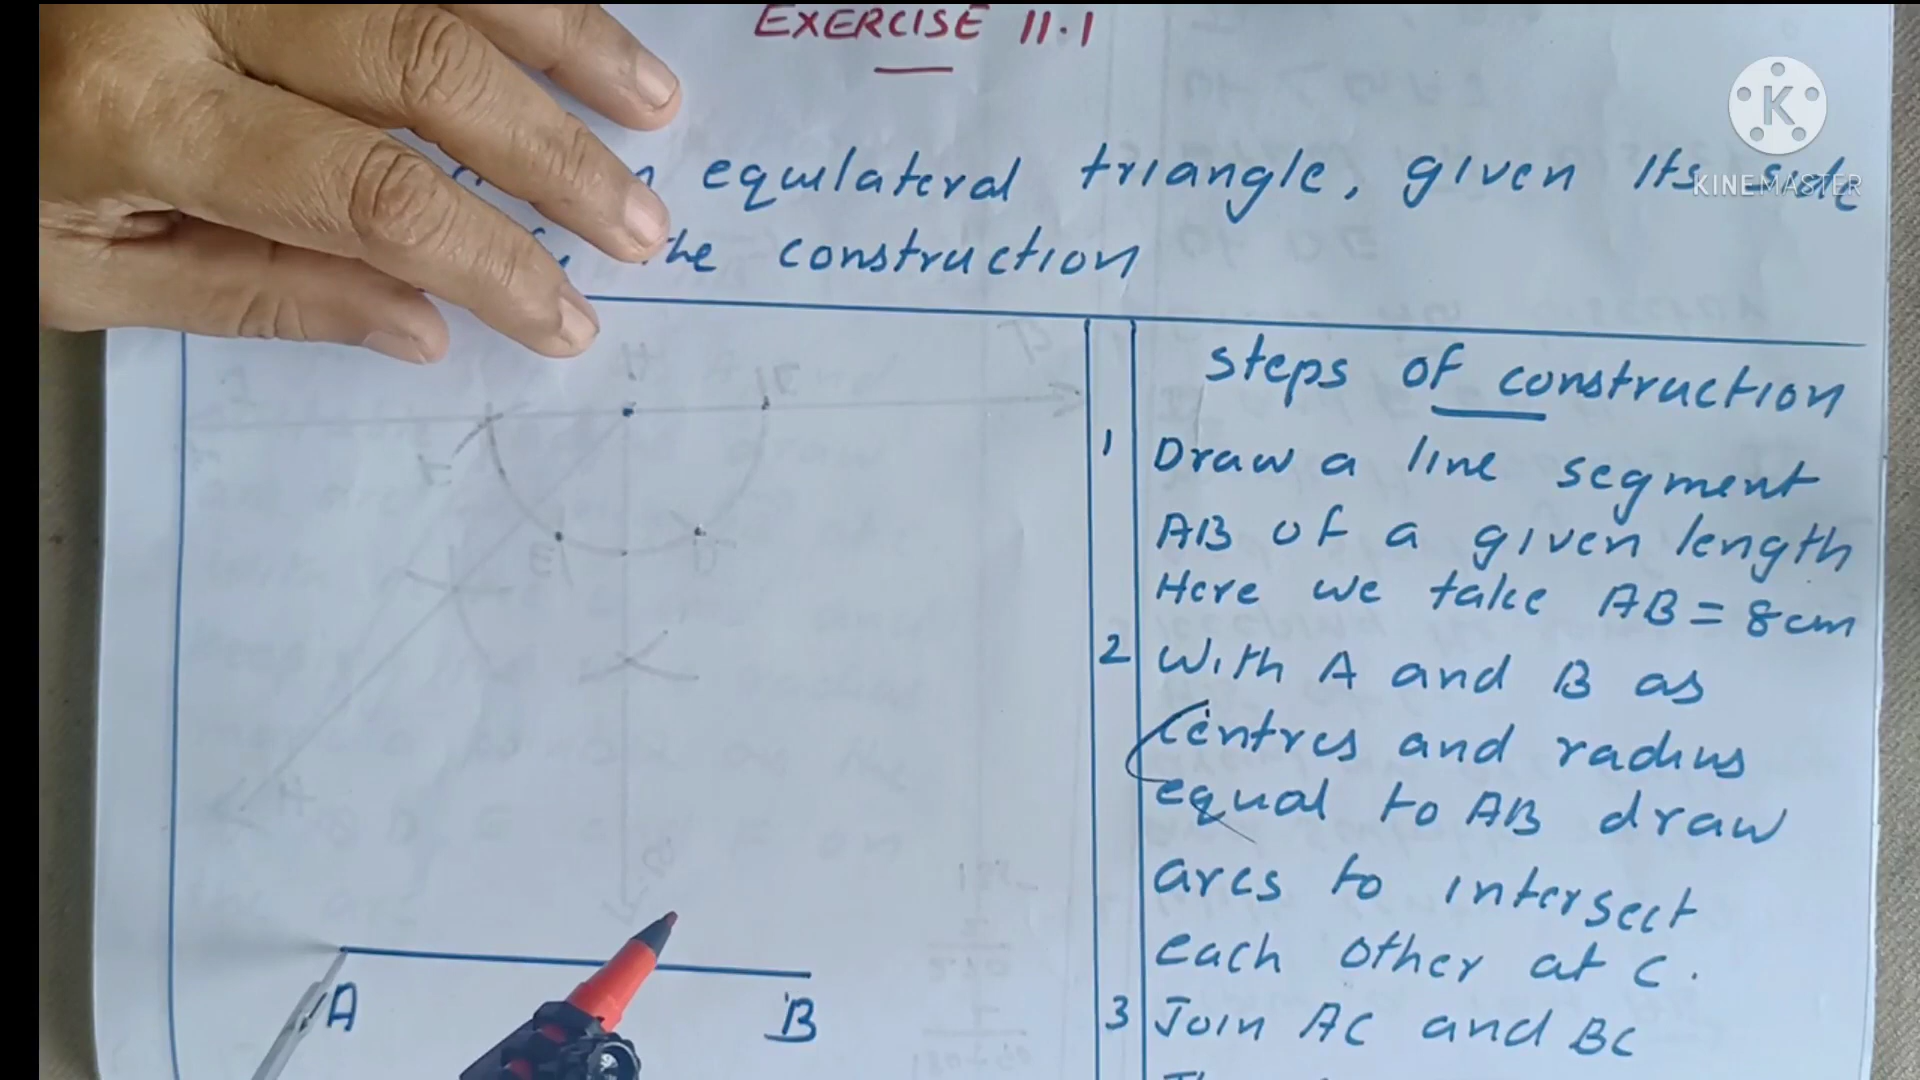 EXERCISE 11.1
equilateral triangle, given its side
the construction
Steps of construction
1 Draw a line segment
AB of a given length
Here we take AB = 8cm
2 With A and B as
Centres and radius
equal to AB draw
arcs to intersect
each other at C.
3 Join AC and BC
A
B
K
KINEMASTER